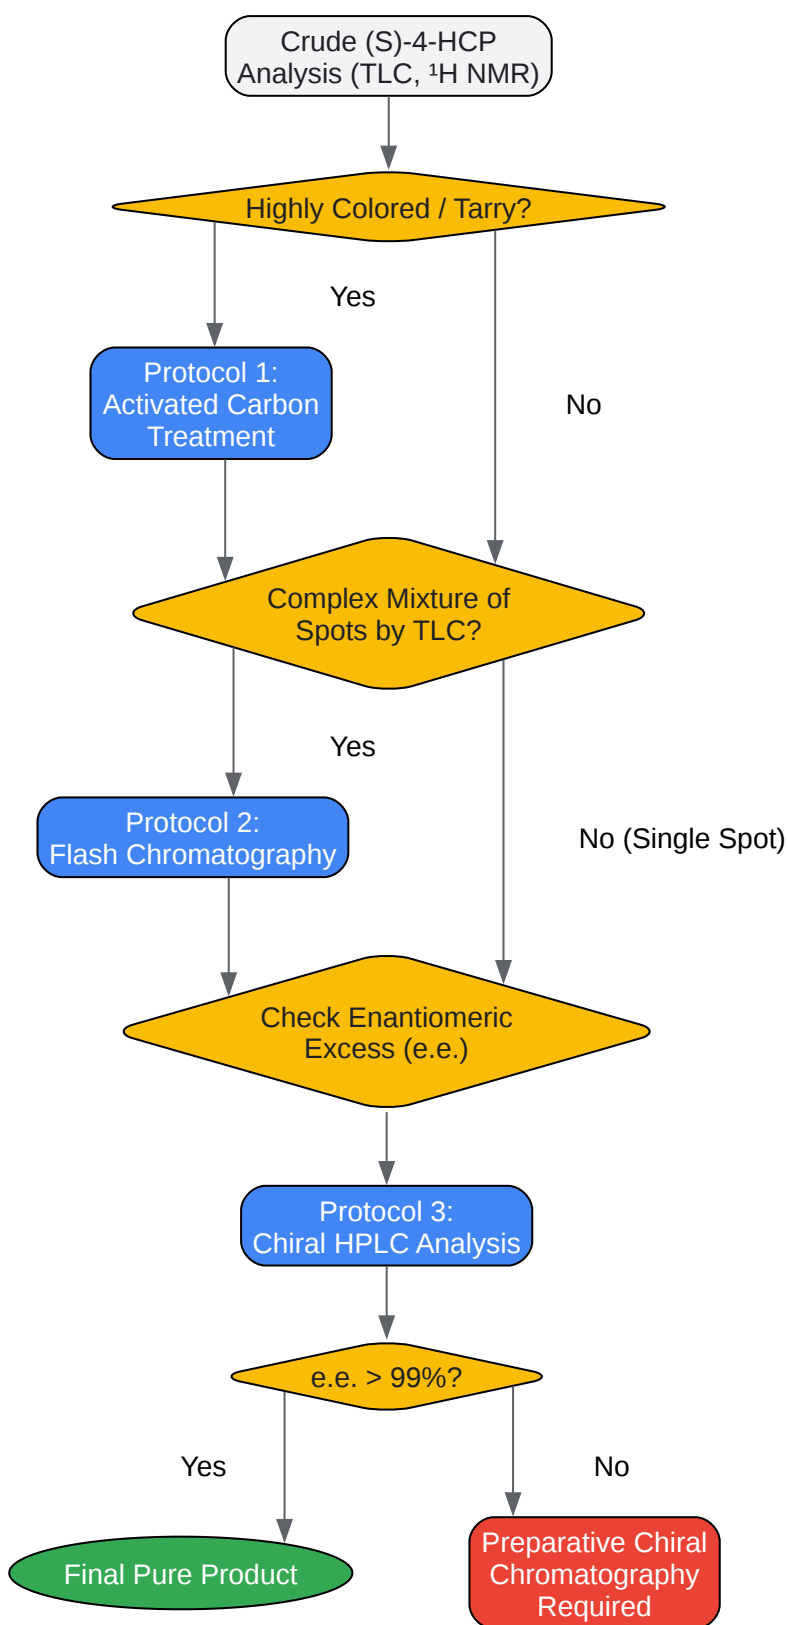 Crude (S)-4-HCP
Analysis (TLC, ¹H NMR)
Highly Colored / Tarry?
Yes
No
Protocol 1:
Activated Carbon
Treatment
Complex Mixture of
Spots by TLC?
Yes
No (Single Spot)
Protocol 2:
Flash Chromatography
Check Enantiomeric
Excess (e.e.)
Protocol 3:
Chiral HPLC Analysis
e.e. > 99%?
Yes
No
Final Pure Product
Preparative Chiral
Chromatography
Required